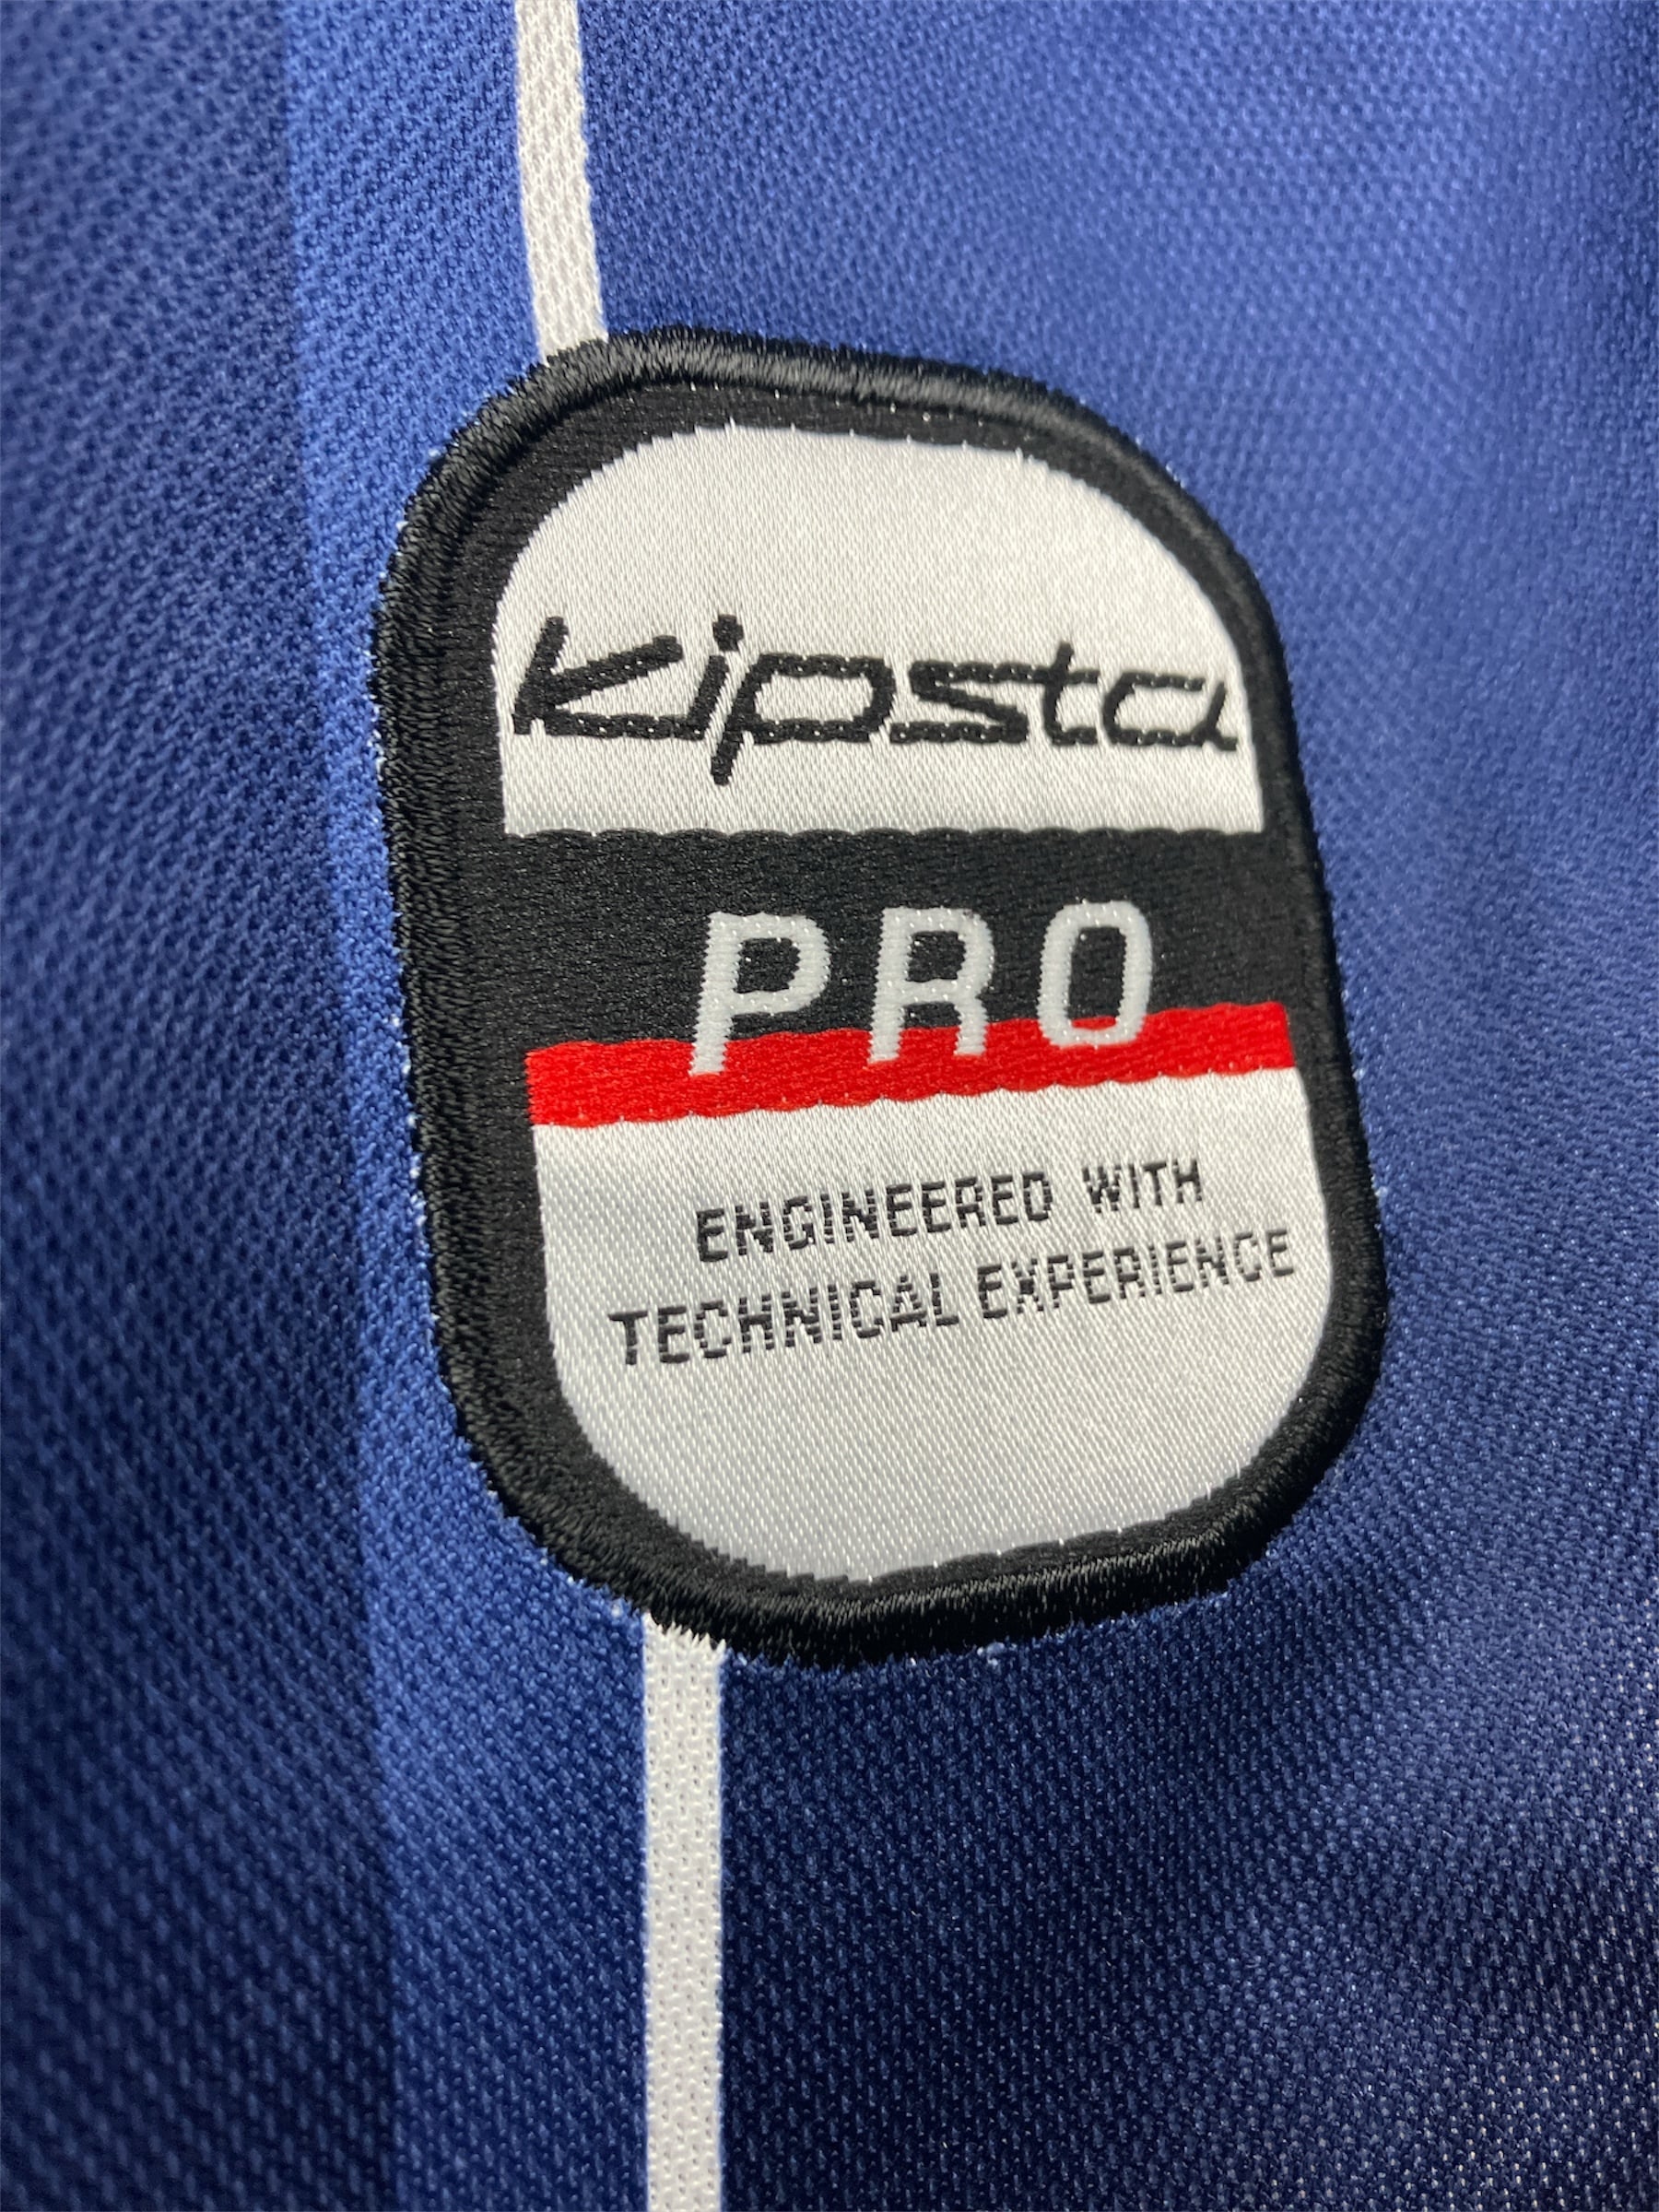 Kipsta
PRO
ENGINEERED WITH
TECHNICAL EXPERIENCE